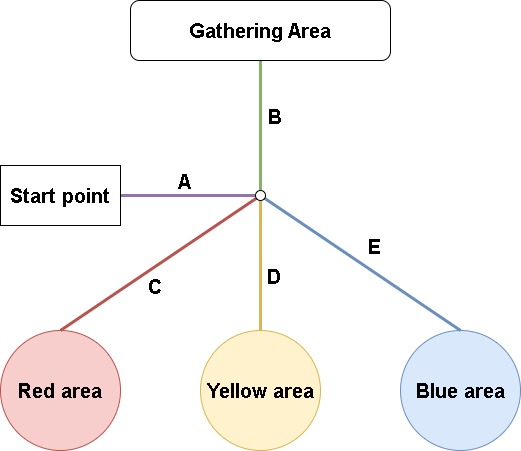 Gathering Area
B
A
Start point
E
C
D
Red area
Yellow area
Blue area